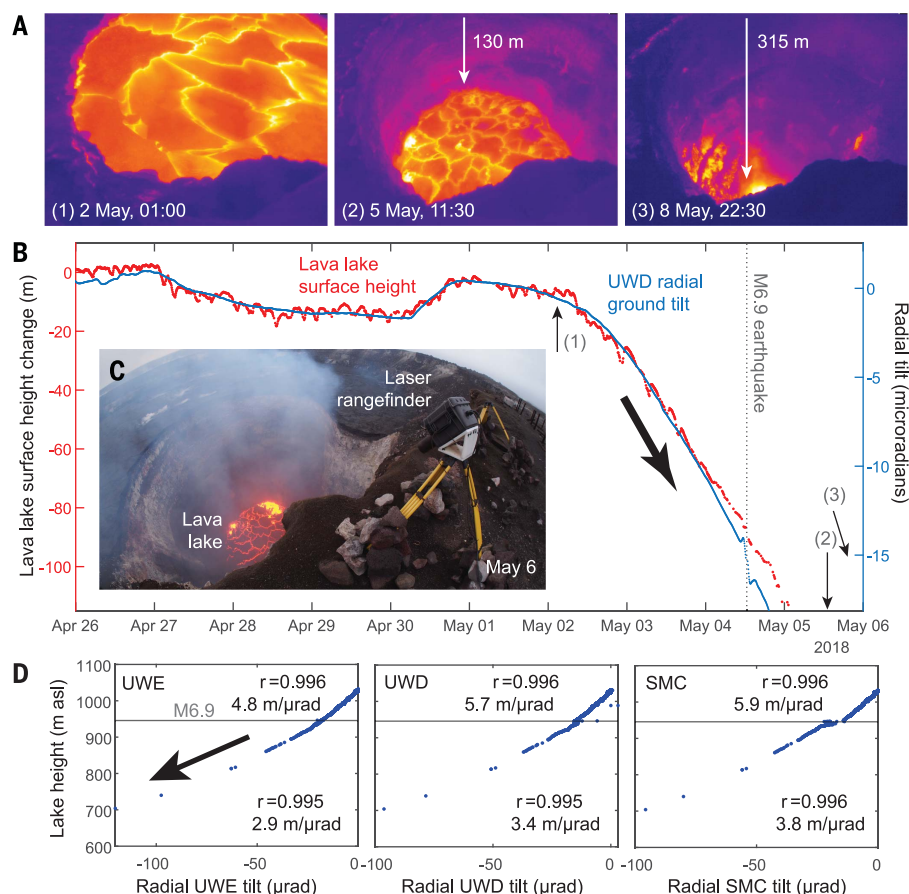 A
130 m
315 m
(1) 2 May, 01:00
(2) 5 May, 11:30
(3) 8 May, 22:30
B
Lava lake surface height change (m)
0
-20
-40
-60
-80
-100
Lava lake
surface height
UWD radial
ground tilt
M6.9 earthquake
Radial tilt (microradians)
0
-5
-10
-15
(1)
(2)
(3)
C
Laser
rangefinder
Lava
lake
May 6
Apr 26
Apr 27
Apr 28
Apr 29
Apr 30
May 01
May 02
May 03
May 04
May 05
May 06
2018
D
Lake height (m asl)
1100
1000
900
800
700
600
UWE
r=0.996
4.8 m/μrad
M6.9
r=0.995
2.9 m/μrad
-100
-50
0
Radial UWE tilt (μrad)
UWD
r=0.996
5.7 m/μrad
r=0.995
3.4 m/μrad
-100
-50
0
Radial UWD tilt (μrad)
SMC
r=0.996
5.9 m/μrad
r=0.996
3.8 m/μrad
-100
-50
0
Radial SMC tilt (μrad)